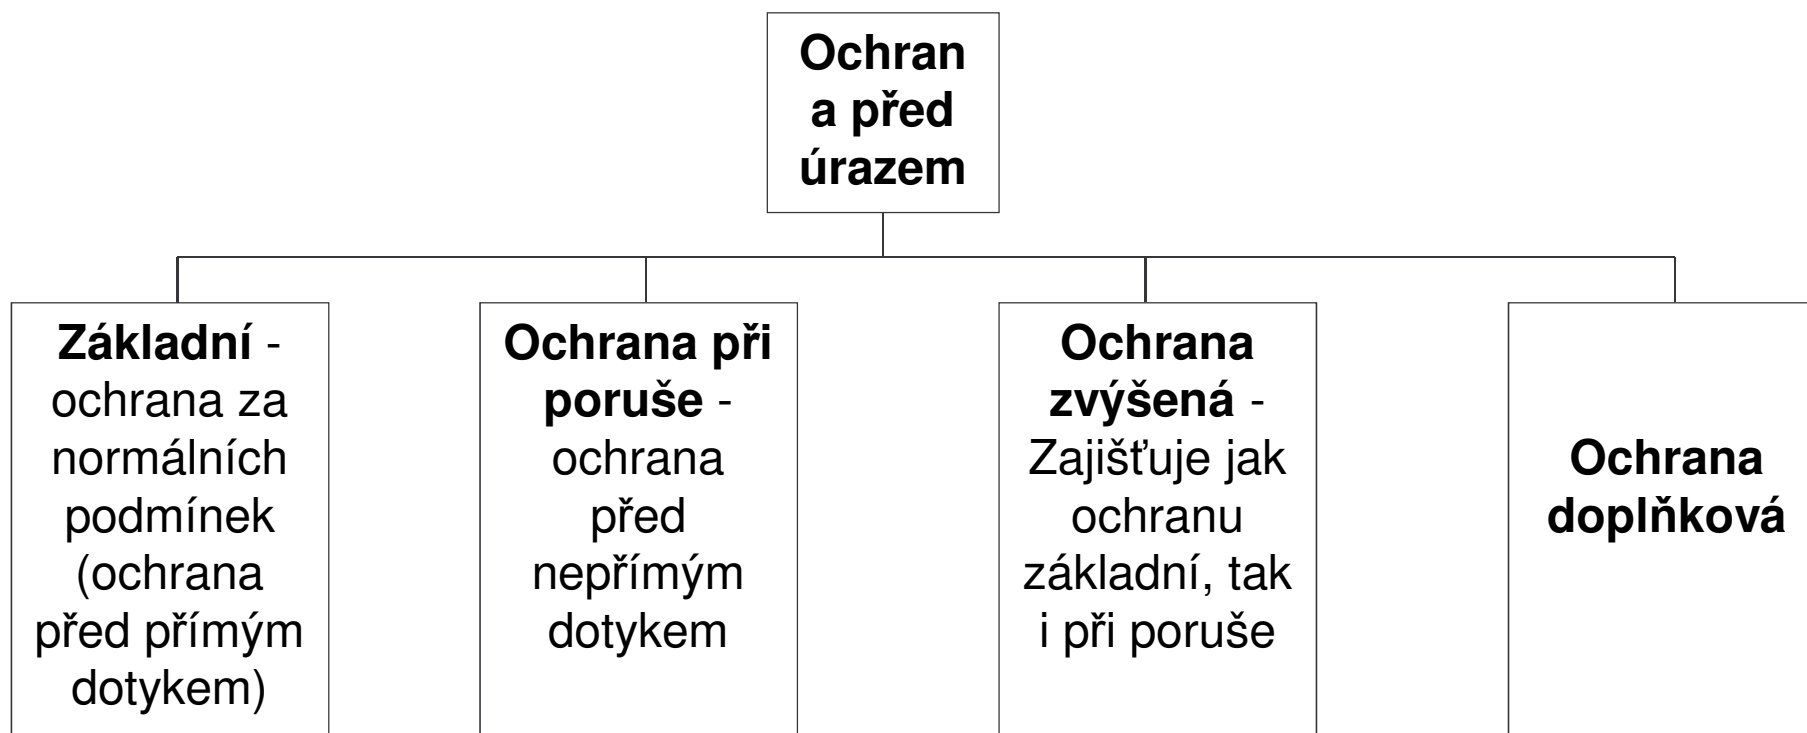 Ochran
a před
úrazem
Základní -
ochrana za
normálních
podmínek
(ochrana
před přímým
dotykem)
Ochrana při
poruše -
ochrana
před
nepřímým
dotykem
Ochrana
zvýšená -
Zajišťuje jak
ochranu
základní, tak
i při poruše
Ochrana
doplňková